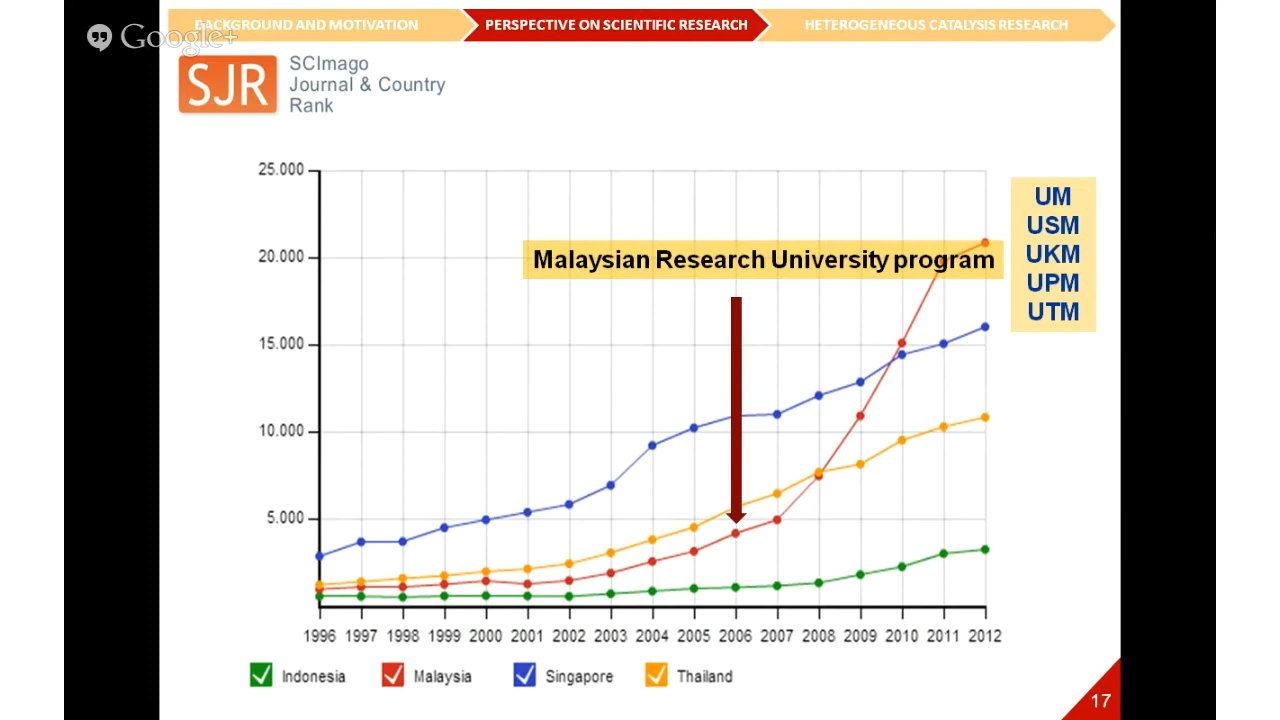 BACKGROUND AND MOTIVATION
PERSPECTIVE ON SCIENTIFIC RESEARCH
HETEROGENEOUS CATALYSIS RESEARCH
Google+
SJR
SCImago
Journal & Country
Rank
25.000
20.000
15.000
10.000
5.000
Malaysian Research University program
UM
USM
UKM
UPM
UTM
1996 1997 1998 1999 2000 2001 2002 2003 2004 2005 2006 2007 2008 2009 2010 2011 2012
Indonesia Malaysia Singapore Thailand
17